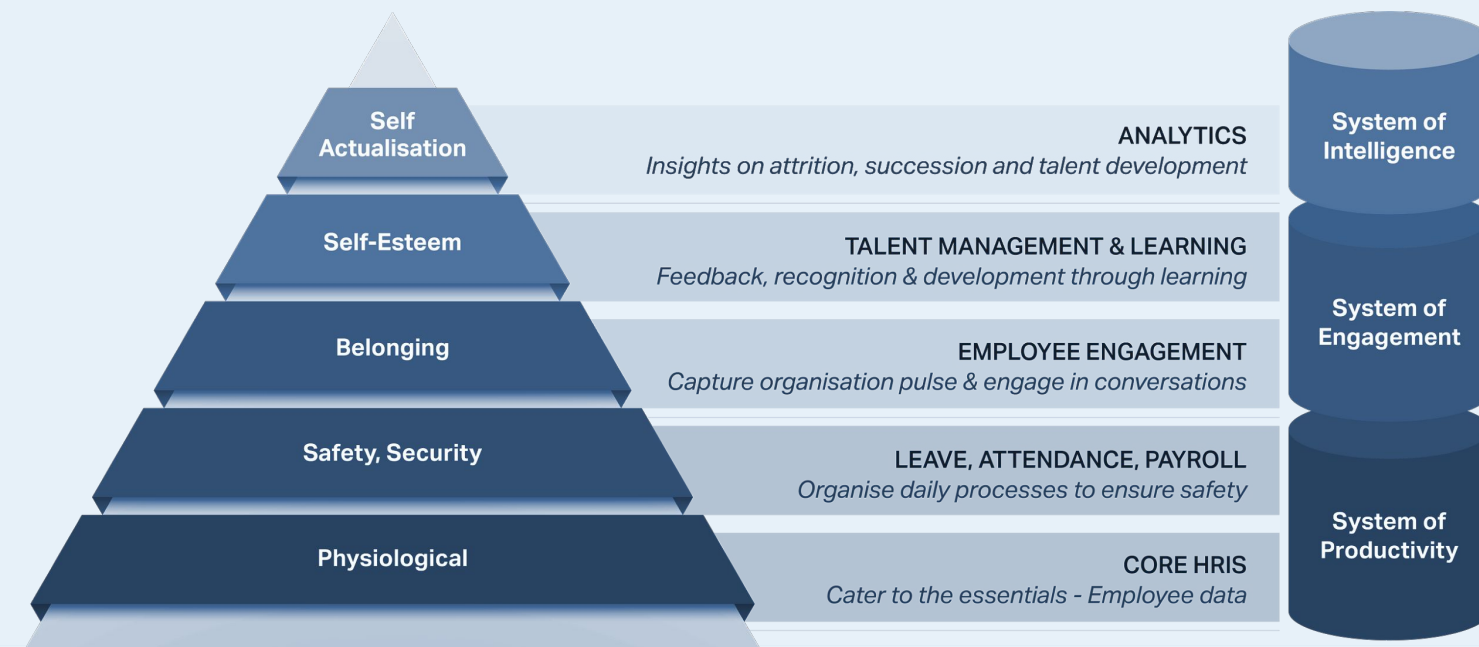 Self
Actualisation
ANALYTICS
Insights on attrition, succession and talent development
System of
Intelligence
Self-Esteem
TALENT MANAGEMENT & LEARNING
Feedback, recognition & development through learning
Belonging
EMPLOYEE ENGAGEMENT
Capture organisation pulse & engage in conversations
System of
Engagement
Safety, Security
LEAVE, ATTENDANCE, PAYROLL
Organise daily processes to ensure safety
Physiological
CORE HRIS
Cater to the essentials - Employee data
System of
Productivity